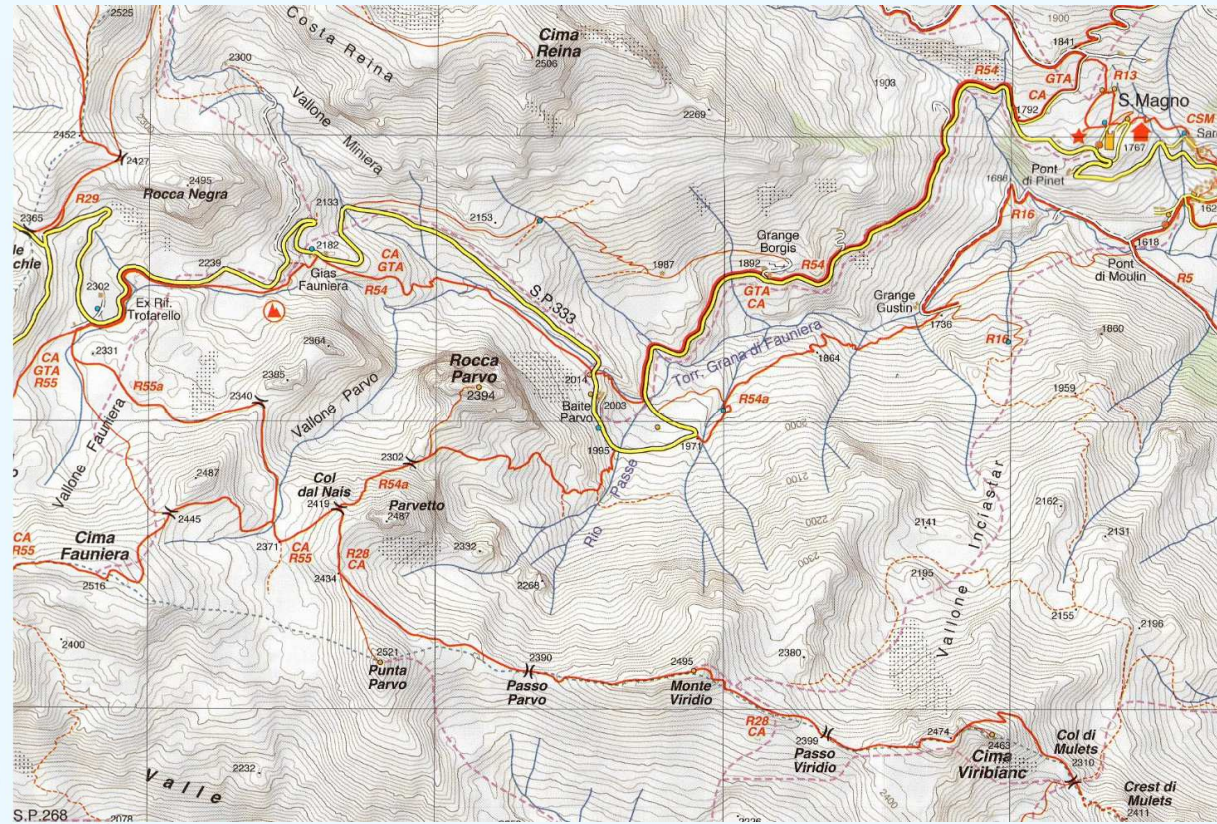 2525
Costa Reina
2300
Cima
Reina
2506
1900
1841
R54
GTA
CA
R13
1903
2269
1792
S.Magno
CSM
1767
Pont
di Pinet
1686
2452
2300
2427
Vallone Miniera
2495
Rocca Negra
R29
2365
2133
2153
R16
1618
Pont
di Moulin
R5
2182
Gias
Fauniera
CA
GTA
R54
2239
2302
Ex Rif.
Trofarello
S.P.333
1987
Grange
Borgis
1892
R54
GTA
CA
Grange
Gustin
1736
R16
1860
2331
CA
GTA
R55
R55a
2364
2385
2340
Vallone Parvo
Rocca
Parvo
2394
2014
Baite
Parvo
2003
Torr. Grana di Fauniera
1864
R54a
1959
Vallone Fauniera
2487
2302
R54a
1995
1971
2000
2100
2200
Rio Passe
Col
dal Nais
2419
Parvetto
2487
2445
CA
R55
Cima
Fauniera
2516
2371
CA
R55
R28
CA
2434
2332
2268
2141
2162
2131
Vallone Inciastar
2195
2155
2196
2400
2521
Punta
Parvo
2390
Passo
Parvo
2495
Monte
Viridio
2380
R28
CA
2399
Passo
Viridio
2474
2463
Cima
Viribianc
Col di
Mulets
2310
Crest di
Mulets
2411
2400
2232
Valle
S.P.268
2078